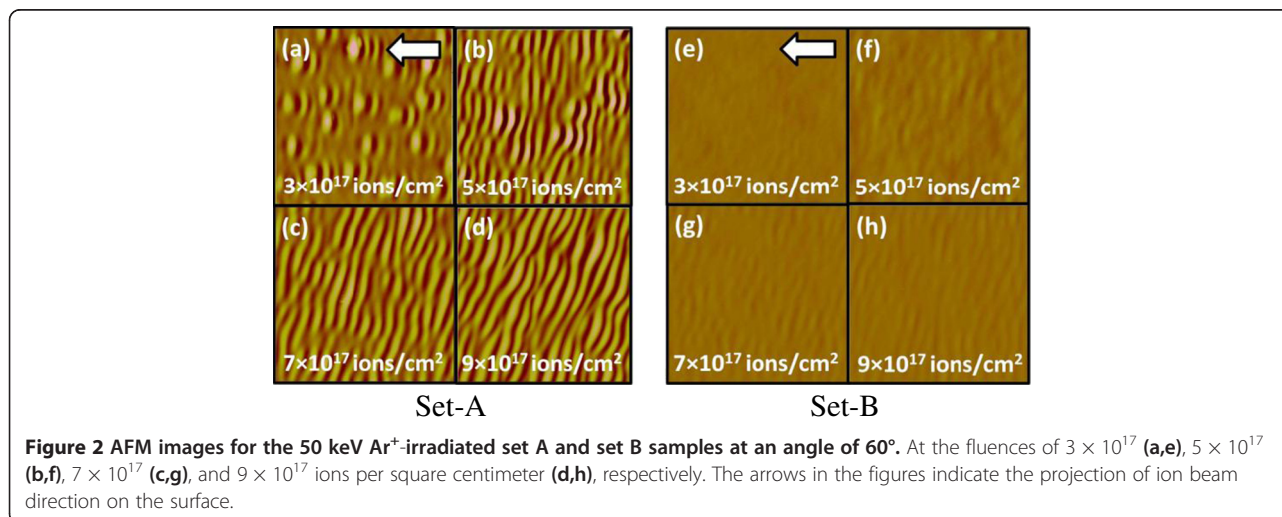 (a)
(b)
(e)
(f)
3×10¹⁷ ions/cm²
5×10¹⁷ ions/cm²
3×10¹⁷ ions/cm²
5×10¹⁷ ions/cm²
(c)
(d)
(g)
(h)
7×10¹⁷ ions/cm²
9×10¹⁷ ions/cm²
7×10¹⁷ ions/cm²
9×10¹⁷ ions/cm²
Set-A
Set-B
Figure 2 AFM images for the 50 keV Ar⁺-irradiated set A and set B samples at an angle of 60°. At the fluences of 3 × 10¹⁷ (a,e), 5 × 10¹⁷
(b,f), 7 × 10¹⁷ (c,g), and 9 × 10¹⁷ ions per square centimeter (d,h), respectively. The arrows in the figures indicate the projection of ion beam
direction on the surface.